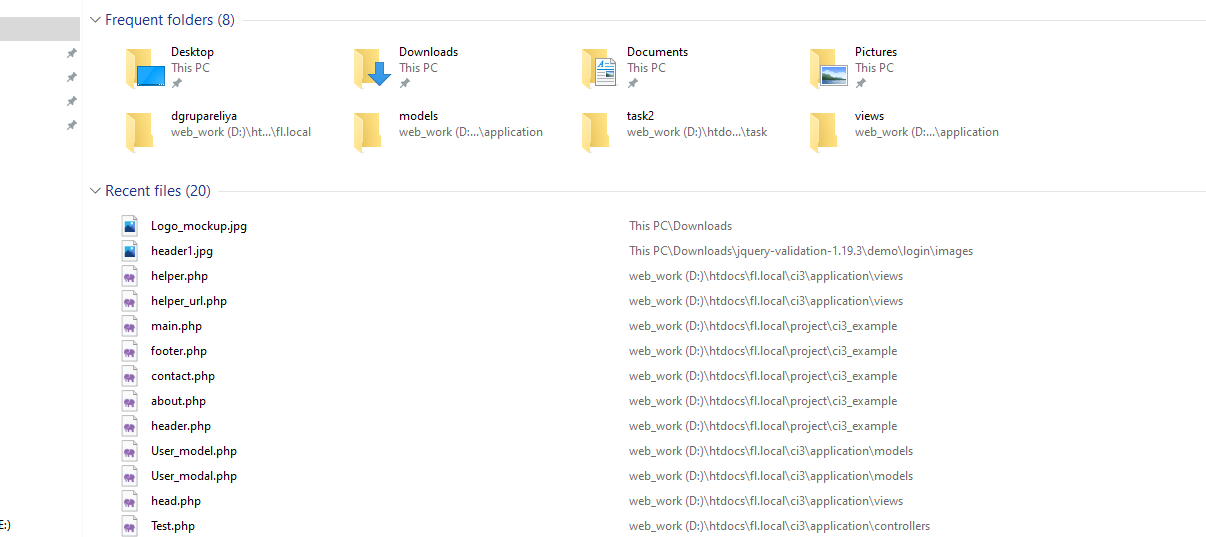 Frequent folders (8)
Desktop
This PC
Downloads
This PC
Documents
This PC
Pictures
This PC
dgrupareliya
web_work (D:)\ht...\fl.local
models
web_work (D:...\application
task2
web_work (D:)\htdo...\task
views
web_work (D:...\application
Recent files (20)
Logo_mockup.jpg This PC\Downloads
header1.jpg This PC\Downloads\jquery-validation-1.19.3\demo\login\images
helper.php web_work (D:)\htdocs\fl.local\ci3\application\views
helper_url.php web_work (D:)\htdocs\fl.local\ci3\application\views
main.php web_work (D:)\htdocs\fl.local\project\ci3_example
footer.php web_work (D:)\htdocs\fl.local\project\ci3_example
contact.php web_work (D:)\htdocs\fl.local\project\ci3_example
about.php web_work (D:)\htdocs\fl.local\project\ci3_example
header.php web_work (D:)\htdocs\fl.local\project\ci3_example
User_model.php web_work (D:)\htdocs\fl.local\ci3\application\models
User_modal.php web_work (D:)\htdocs\fl.local\ci3\application\models
head.php web_work (D:)\htdocs\fl.local\ci3\application\views
E:) Test.php web_work (D:)\htdocs\fl.local\ci3\application\controllers